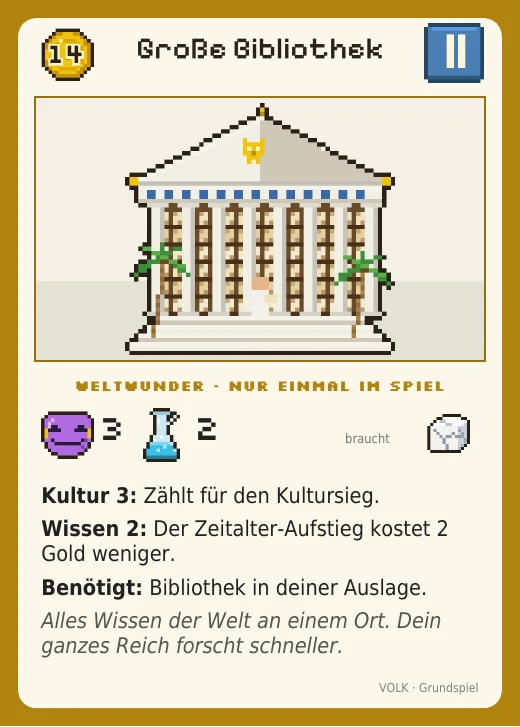 14
Große Bibliothek
II
WELTWUNDER · NUR EINMAL IM SPIEL
3
2
braucht
Kultur 3: Zählt für den Kultursieg.
Wissen 2: Der Zeitalter-Aufstieg kostet 2
Gold weniger.
Benötigt: Bibliothek in deiner Auslage.
Alles Wissen der Welt an einem Ort. Dein
ganzes Reich forscht schneller.
VOLK · Grundspiel